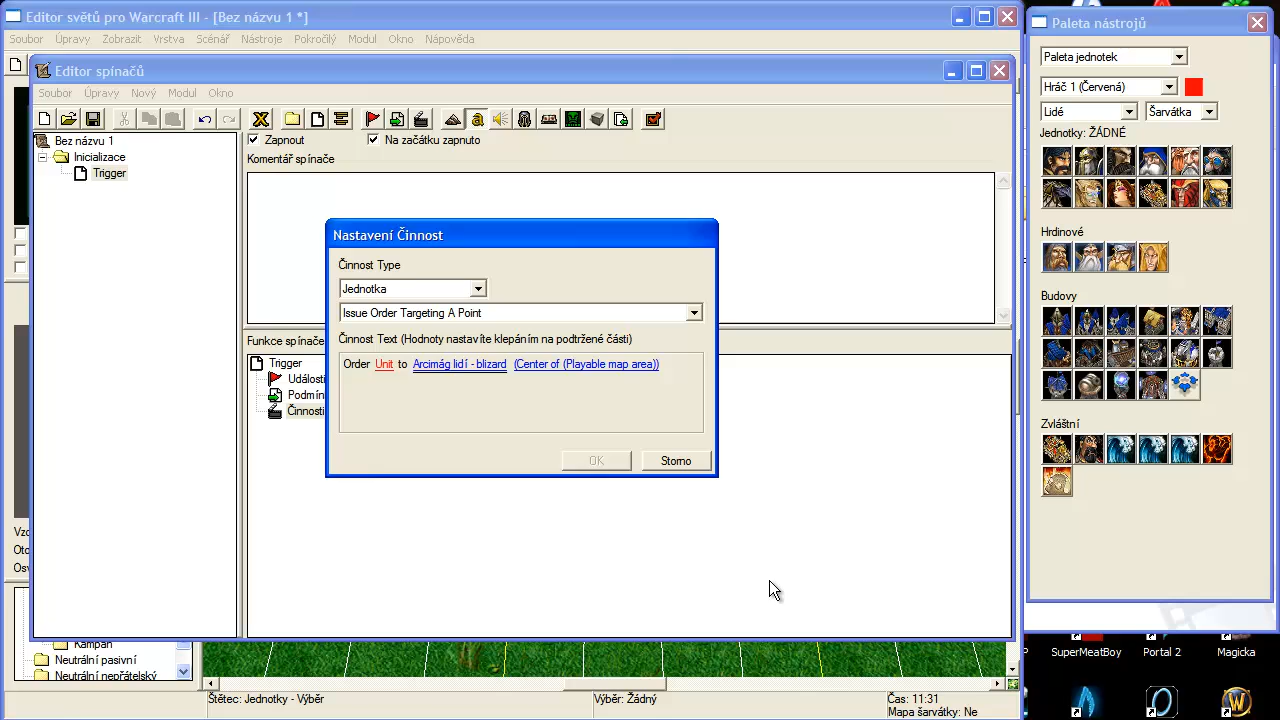 Editor světů pro Warcraft III - [Bez názvu 1 *]
Soubor Úpravy Zobrazit Vrstva Scénář Nástroje Pokročilý Modul Okno Nápověda
Editor spínačů
Soubor Úpravy Nový Modul Okno
Bez názvu 1
Inicializace
Trigger
Zapnout
Na začátku zapnuto
Komentář spínače
Nastavení Činnost
Činnost Type
Jednotka
Issue Order Targeting A Point
Činnost Text (Hodnoty nastavíte klepáním na podtržené části)
Order Unit to Arcimág lidí - blizard (Center of (Playable map area))
OK
Storno
Funkce spínače
Trigger
Události
Podmín
Činnosti
Vzo
Oto
Osv
Kampaň
Neutrální pasivní
Neutrální nepřátelský
Štětec: Jednotky - Výběr
Výběr: Žádný
Čas: 11:31
Mapa šarvátky: Ne
Paleta nástrojů
Paleta jednotek
Hráč 1 (Červená)
Lidé
Šarvátka
Jednotky: ŽÁDNÉ
Hrdinové
Budovy
Zvláštní
P
SuperMeatBoy
Portal 2
Magicka